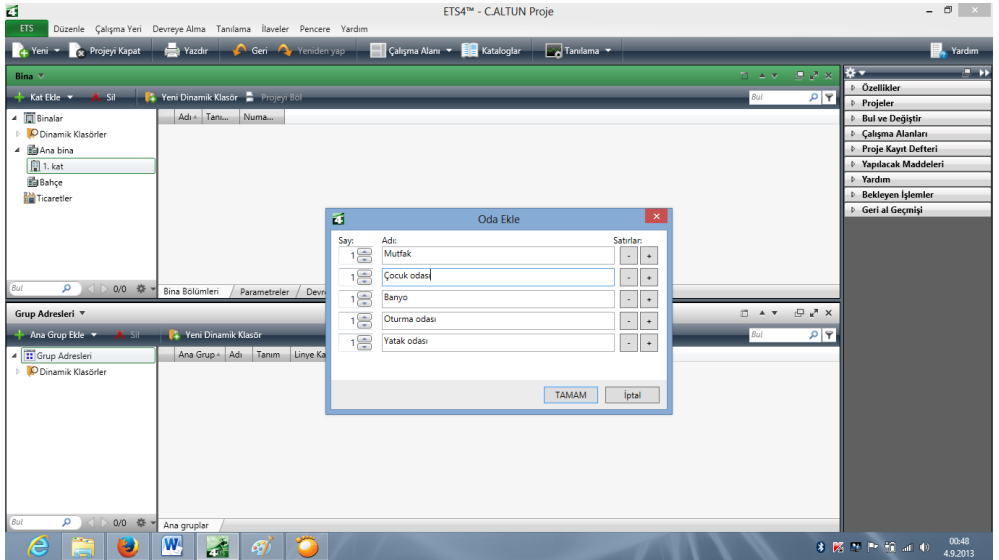 ETS4™ - C.ALTUN Proje
ETS Düzenle Çalışma Yeri Devreye Alma Tanılama İlaveler Pencere Yardım
Yeni Projeyi Kapat Yazdır Geri Yeniden yap Çalışma Alanı Kataloglar Tanılama Yardım
Bina
Kat Ekle Sil Yeni Dinamik Klasör Projeyi Böl Bul
Binalar
Dinamik Klasörler
Ana bina
1. kat
Bahçe
Ticaretler
Adı Tanı... Numa...
Bul 0/0
Bina Bölümleri Parametreler Devr
Özellikler
Projeler
Bul ve Değiştir
Çalışma Alanları
Proje Kayıt Defteri
Yapılacak Maddeleri
Yardım
Bekleyen İşlemler
Geri al Geçmişi
Oda Ekle
Say: Adı: Satırlar:
1 Mutfak - +
1 Çocuk odası - +
1 Banyo - +
1 Oturma odası - +
1 Yatak odası - +
TAMAM İptal
Grup Adresleri
Ana Grup Ekle Sil Yeni Dinamik Klasör Bul
Grup Adresleri
Dinamik Klasörler
Ana Grup Adı Tanım Linye Ka
Bul 0/0
Ana gruplar
00:48
4.9.2013